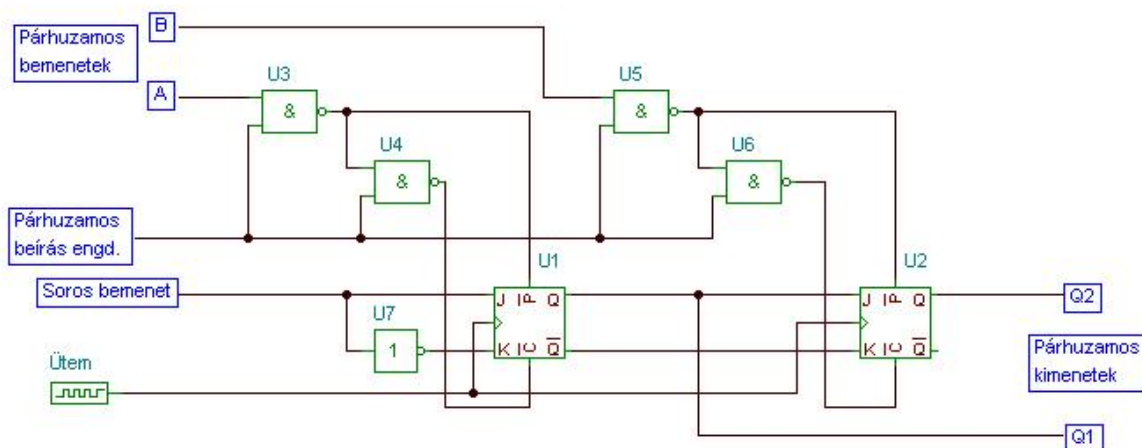 Párhuzamos
bemenetek
B
A
U3
&
U4
&
U5
&
U6
&
Párhuzamos
beírás engd.
Soros bemenet
U7
1
Ütem
U1
J P Q
K C Q
U2
J P Q
K C Q
Q2
Párhuzamos
kimenetek
Q1